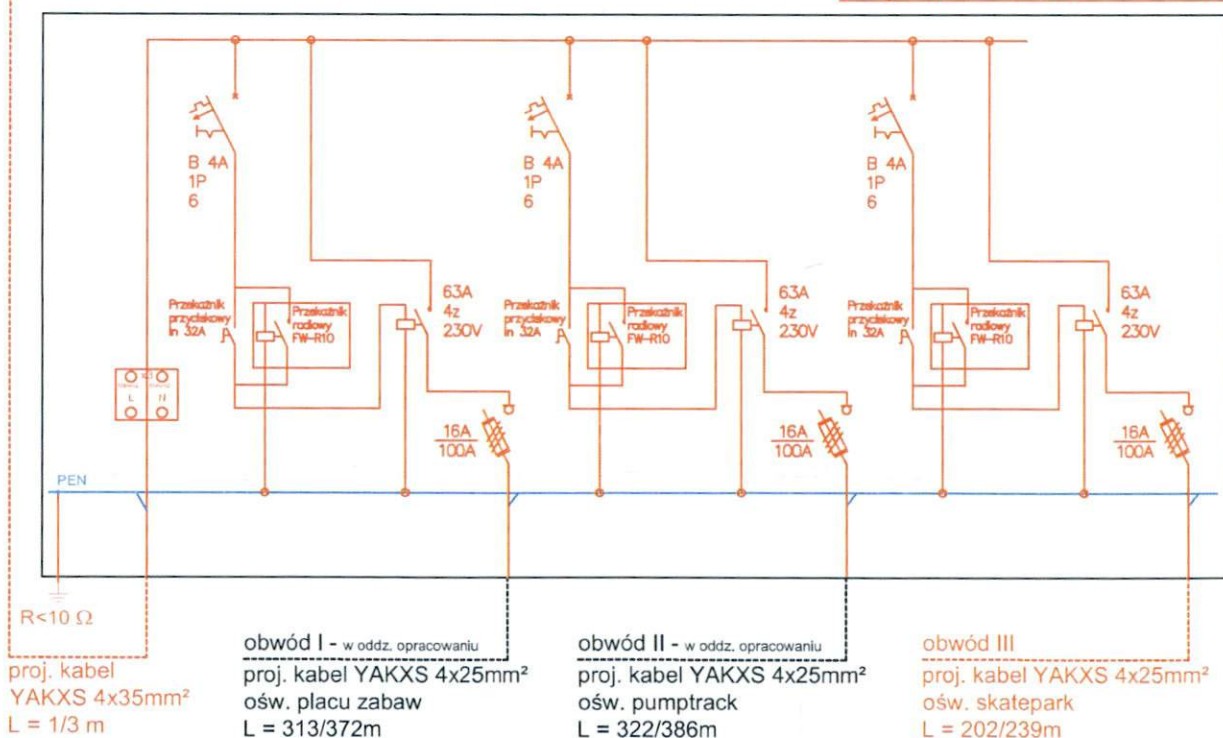 B 4A
1P
6
Przekaźnik
przyciskowy
In 32A
Przekaźnik
radiowy
FW-R10
63A
4z
230V
16A
100A
B 4A
1P
6
Przekaźnik
przyciskowy
In 32A
Przekaźnik
radiowy
FW-R10
63A
4z
230V
16A
100A
B 4A
1P
6
Przekaźnik
przyciskowy
In 32A
Przekaźnik
radiowy
FW-R10
63A
4z
230V
16A
100A
L N
PEN
R<10 Ω
proj. kabel
YAKXS 4x35mm²
L = 1/3 m
obwód I - w oddz. opracowaniu
proj. kabel YAKXS 4x25mm²
ośw. placu zabaw
L = 313/372m
obwód II - w oddz. opracowaniu
proj. kabel YAKXS 4x25mm²
ośw. pumptrack
L = 322/386m
obwód III
proj. kabel YAKXS 4x25mm²
ośw. skatepark
L = 202/239m